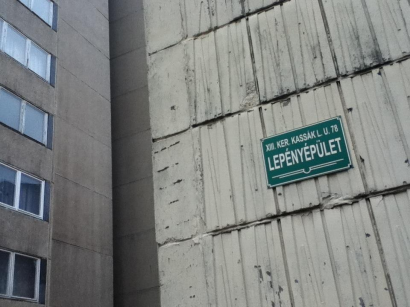 XIII. KER. KASSÁK L. U. 78
LEPÉNYÉPÜLET